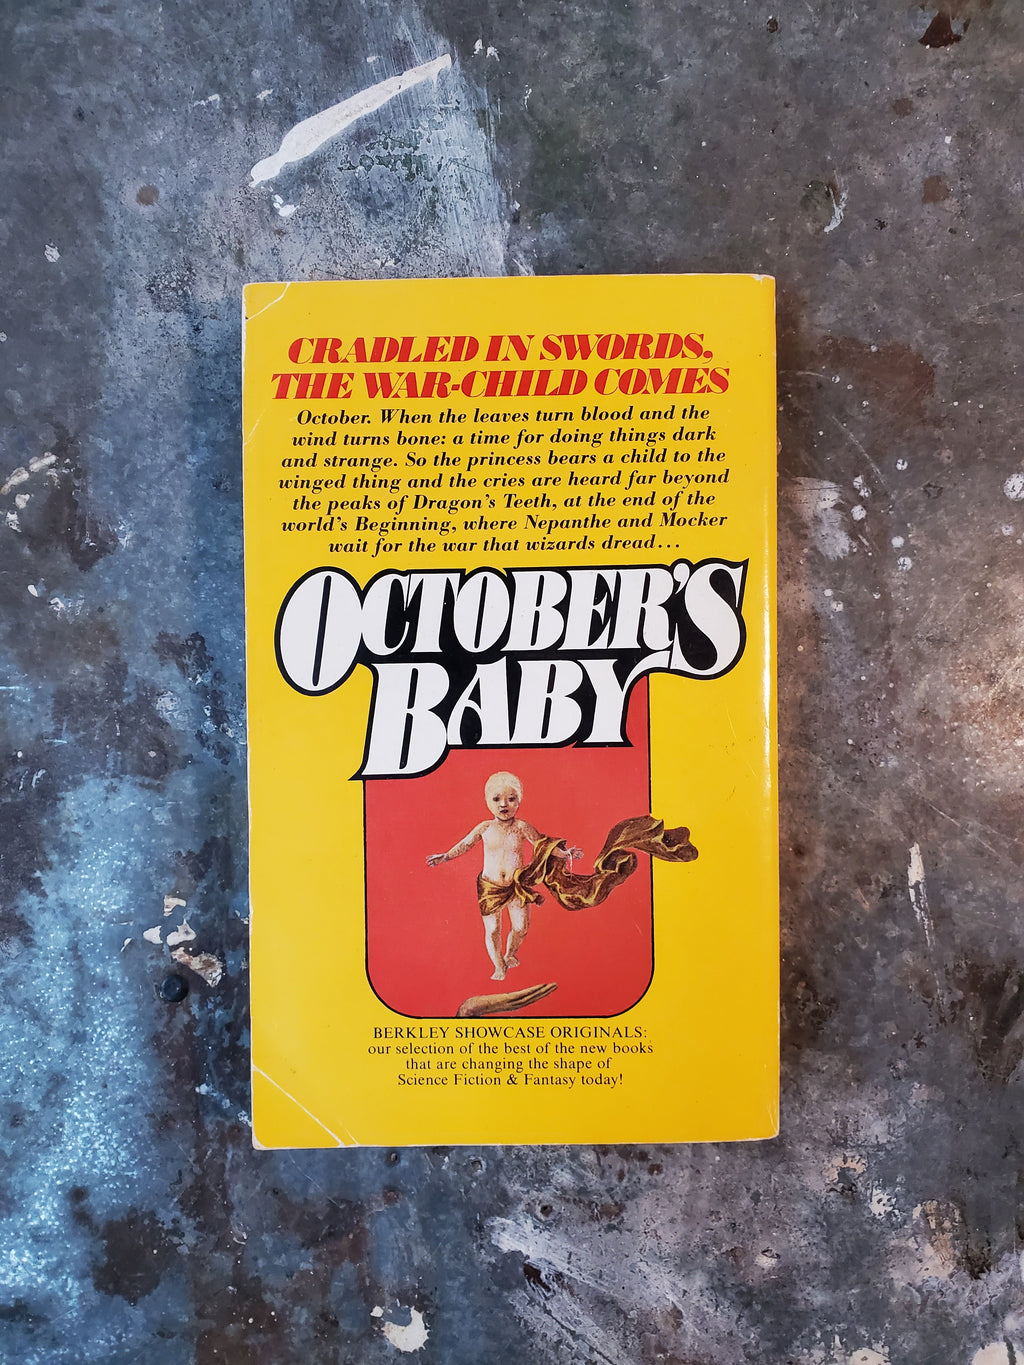 CRADLED IN SWORDS,
THE WAR-CHILD COMES
October. When the leaves turn blood and the
wind turns bone: a time for doing things dark
and strange. So the princess bears a child to the
winged thing and the cries are heard far beyond
the peaks of Dragon's Teeth, at the end of the
world's Beginning, where Nepanthe and Mocker
wait for the war that wizards dread...
OCTOBER'S
BABY
BERKLEY SHOWCASE ORIGINALS:
our selection of the best of the new books
that are changing the shape of
Science Fiction & Fantasy today!